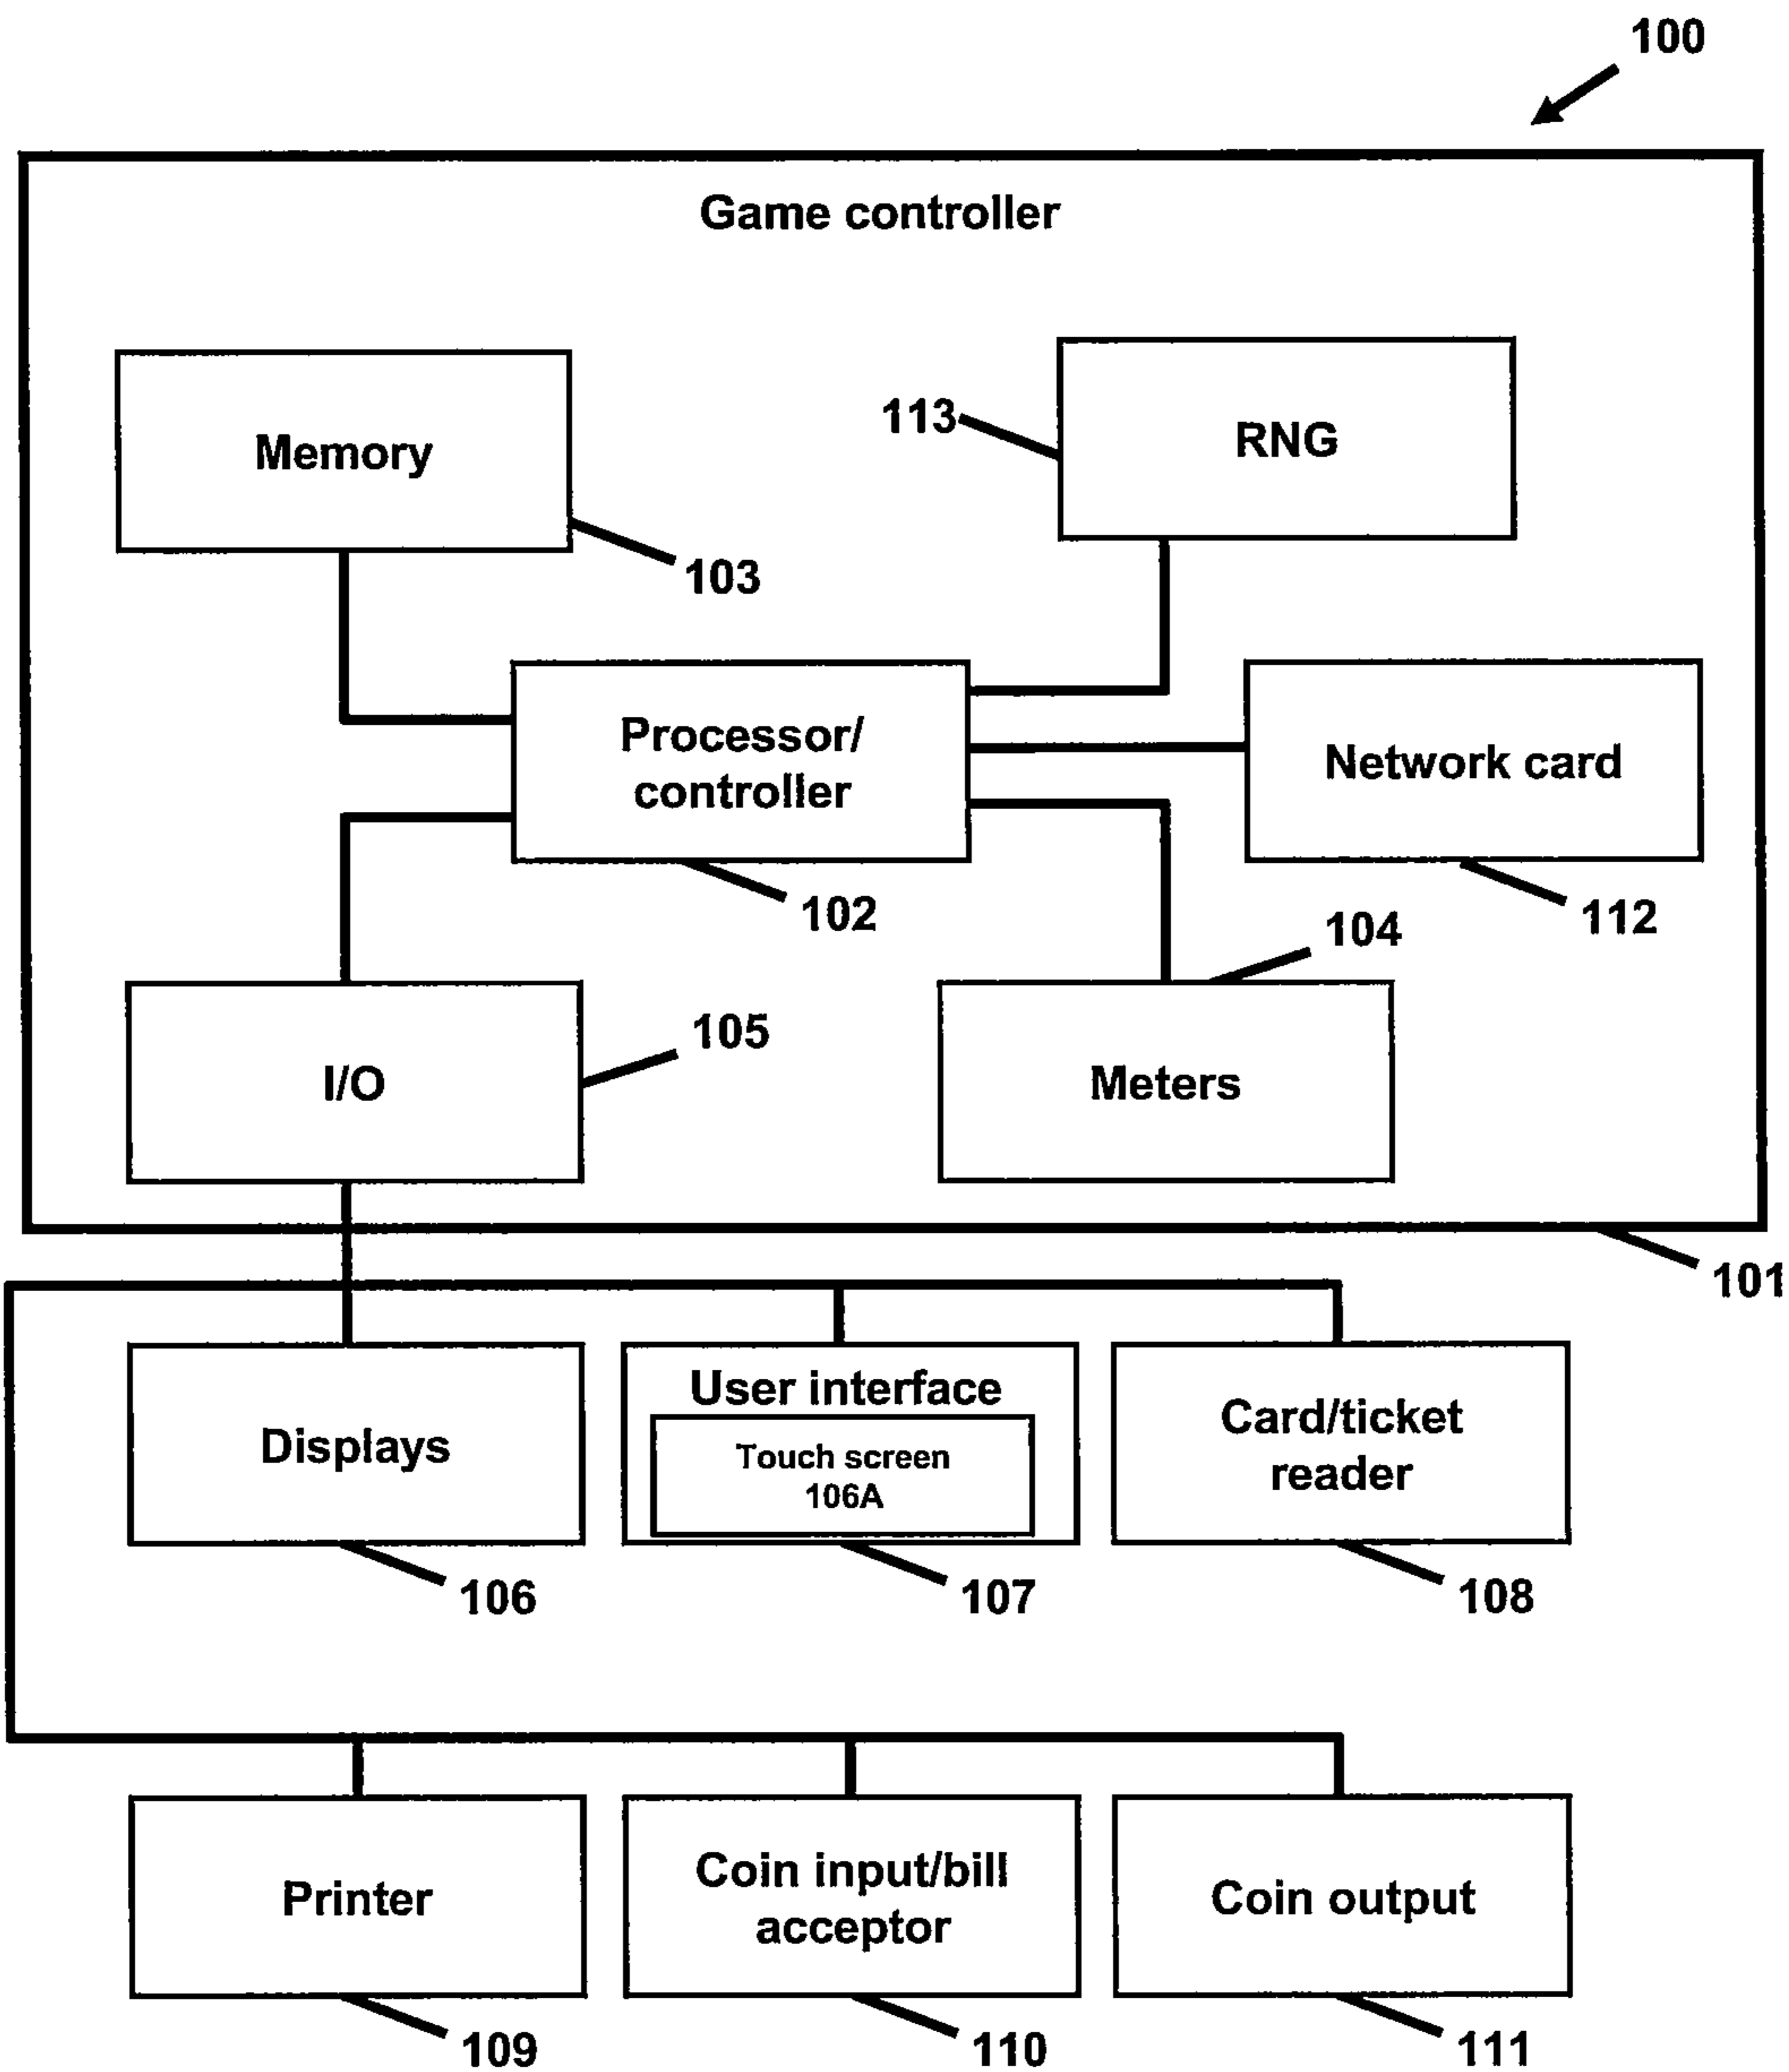 100
Game controller
Memory
113
RNG
103
Processor/
controller
Network card
102
112
104
105
I/O
Meters
101
User interface
Displays
Touch screen
106A
Card/ticket
reader
106
107
108
Printer
Coin input/bill
acceptor
Coin output
109
110
111